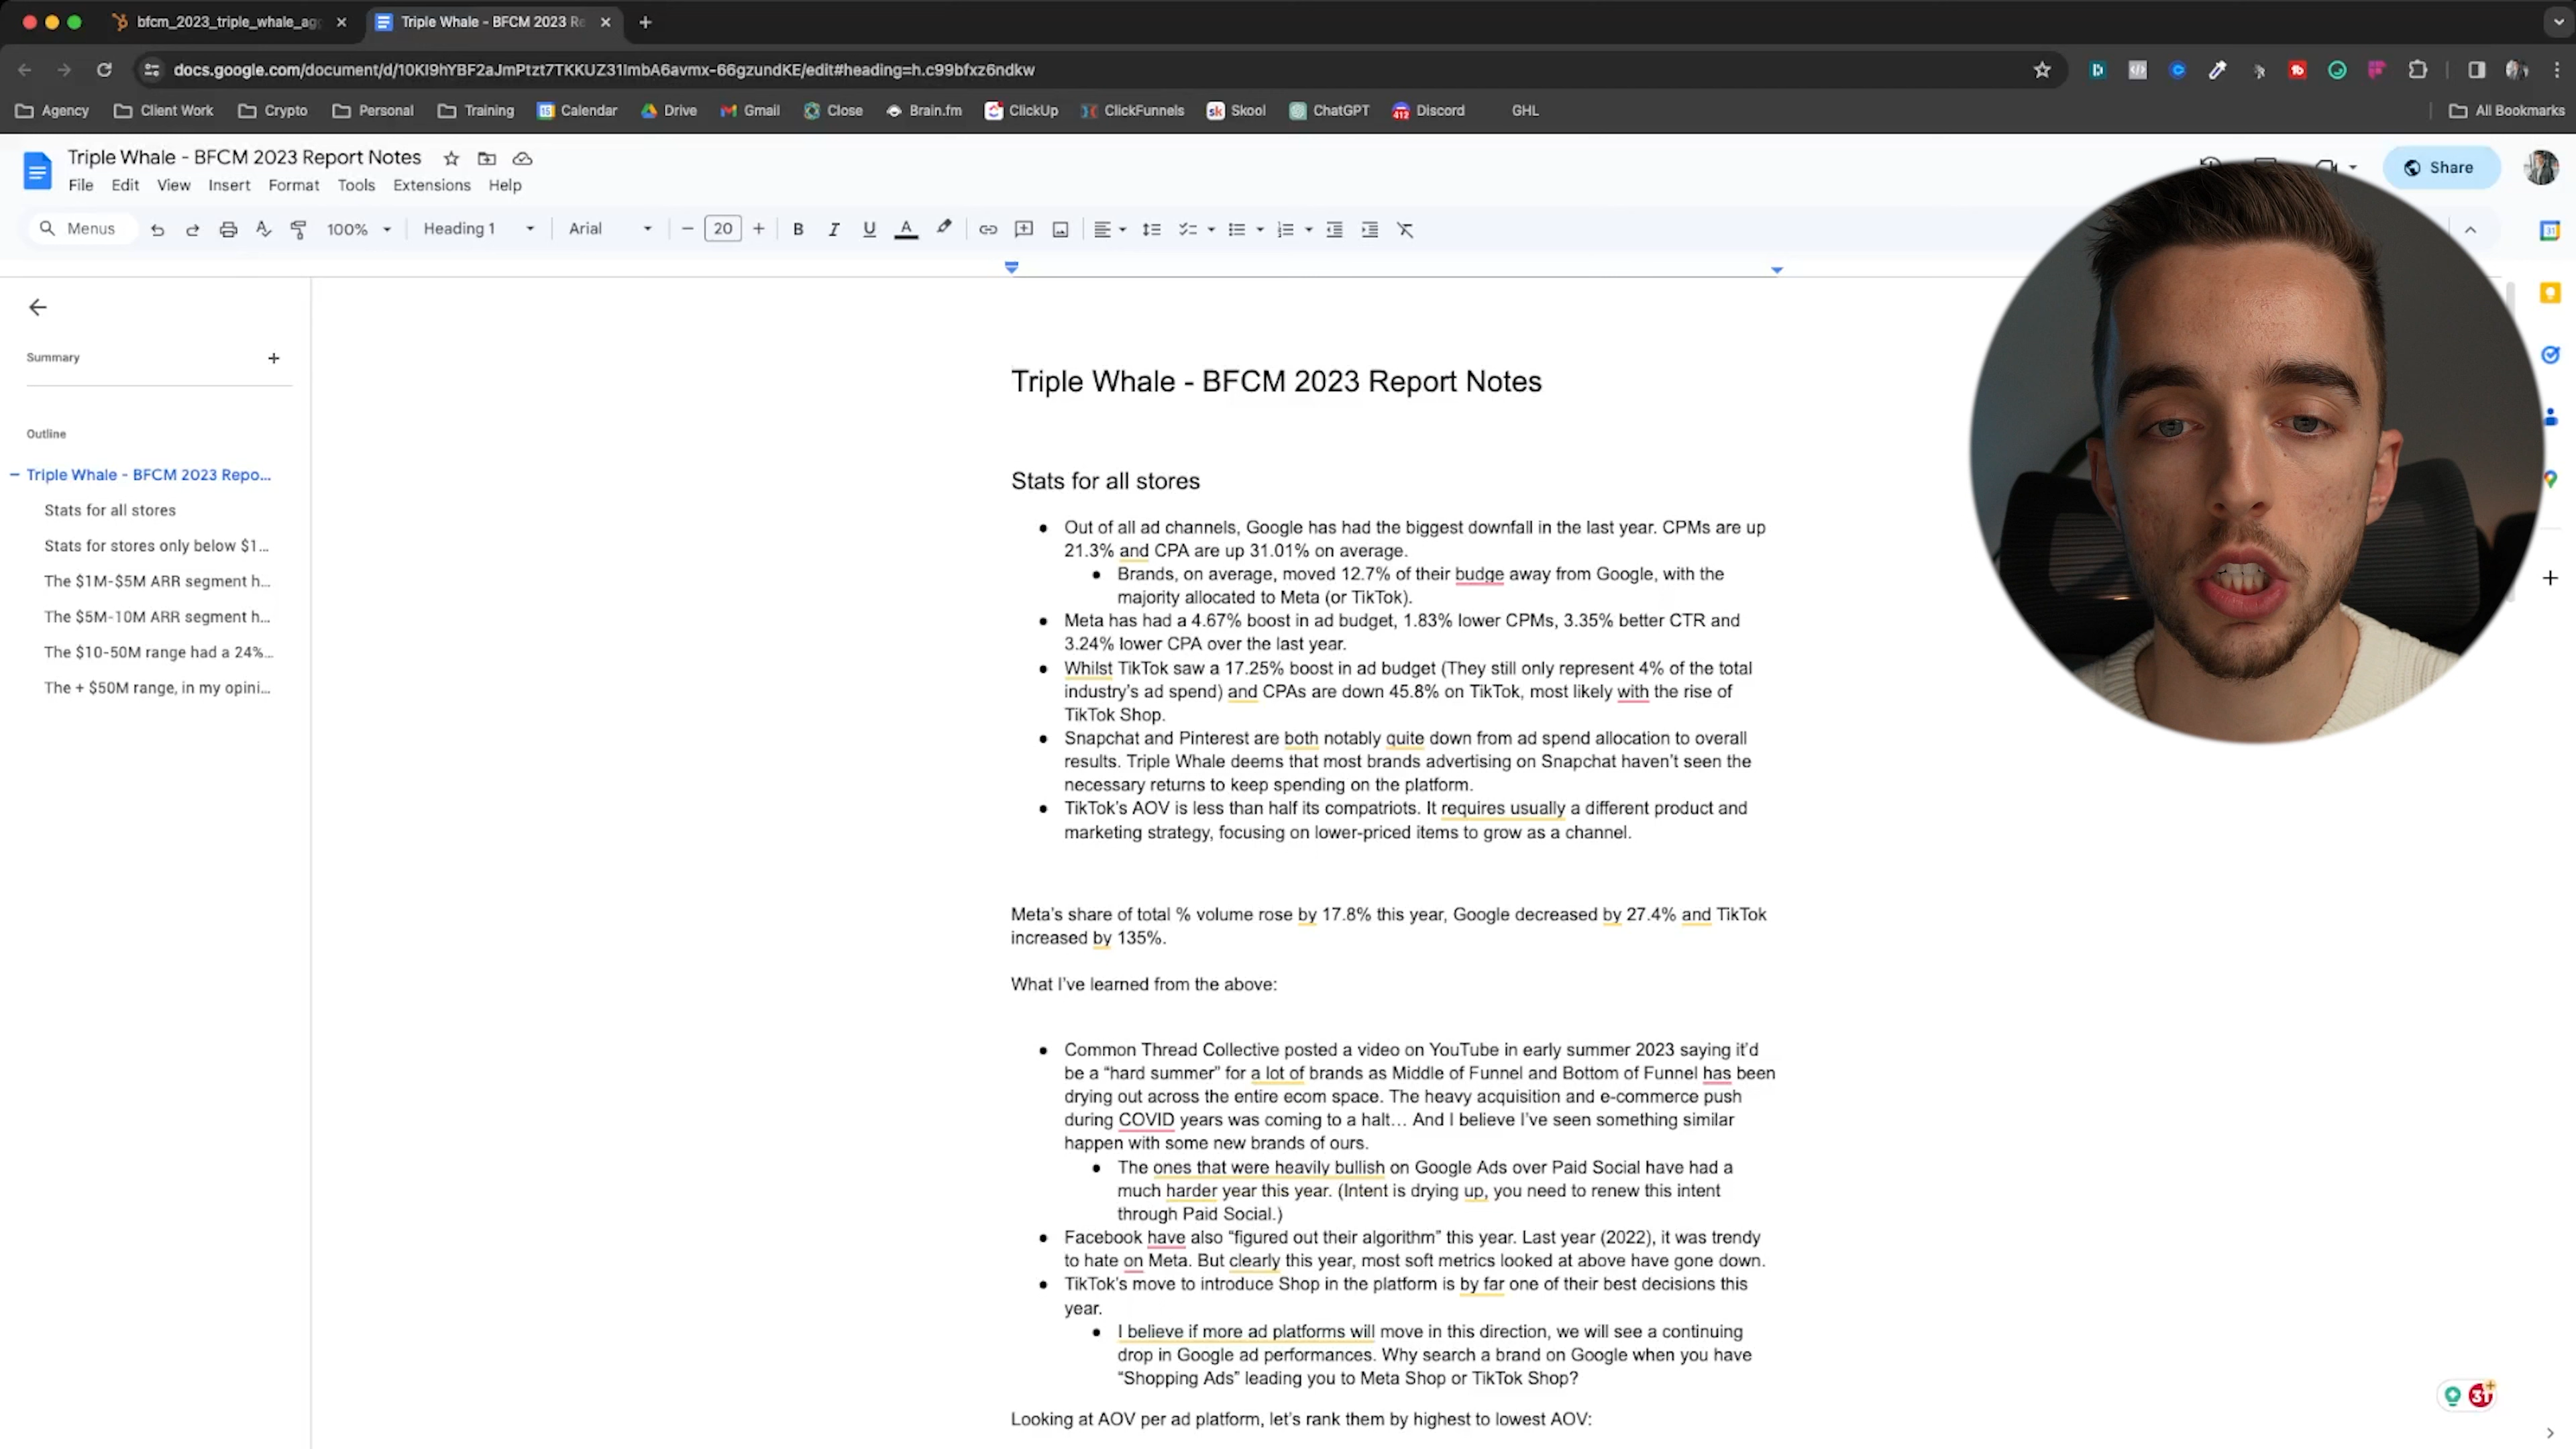 bfcm_2023_triple_whale_agg
Triple Whale - BFCM 2023 Re
docs.google.com/document/d/10KI9hYBF2aJmPtzt7TKKUZ31ImbA6avmx-66gzundKE/edit#heading=h.c99bfxz6ndkw
Agency
Client Work
Crypto
Personal
Training
Calendar
Drive
Gmail
Close
Brain.fm
ClickUp
ClickFunnels
Skool
ChatGPT
Discord
GHL
All Bookmarks
Triple Whale - BFCM 2023 Report Notes
Share
File Edit View Insert Format Tools Extensions Help
Menus 100% Heading 1 Arial 20
Summary
Outline
Triple Whale - BFCM 2023 Repo...
Stats for all stores
Stats for stores only below $1...
The $1M-$5M ARR segment h...
The $5M-10M ARR segment h...
The $10-50M range had a 24%...
The + $50M range, in my opini...
Triple Whale - BFCM 2023 Report Notes
Stats for all stores
● Out of all ad channels, Google has had the biggest downfall in the last year. CPMs are up
21.3% and CPA are up 31.01% on average.
● Brands, on average, moved 12.7% of their budge away from Google, with the
majority allocated to Meta (or TikTok).
● Meta has had a 4.67% boost in ad budget, 1.83% lower CPMs, 3.35% better CTR and
3.24% lower CPA over the last year.
● Whilst TikTok saw a 17.25% boost in ad budget (They still only represent 4% of the total
industry's ad spend) and CPAs are down 45.8% on TikTok, most likely with the rise of
TikTok Shop.
● Snapchat and Pinterest are both notably quite down from ad spend allocation to overall
results. Triple Whale deems that most brands advertising on Snapchat haven't seen the
necessary returns to keep spending on the platform.
● TikTok's AOV is less than half its compatriots. It requires usually a different product and
marketing strategy, focusing on lower-priced items to grow as a channel.
Meta's share of total % volume rose by 17.8% this year, Google decreased by 27.4% and TikTok
increased by 135%.
What I've learned from the above:
● Common Thread Collective posted a video on YouTube in early summer 2023 saying it'd
be a “hard summer” for a lot of brands as Middle of Funnel and Bottom of Funnel has been
drying out across the entire ecom space. The heavy acquisition and e-commerce push
during COVID years was coming to a halt... And I believe I've seen something similar
happen with some new brands of ours.
● The ones that were heavily bullish on Google Ads over Paid Social have had a
much harder year this year. (Intent is drying up, you need to renew this intent
through Paid Social.)
● Facebook have also “figured out their algorithm” this year. Last year (2022), it was trendy
to hate on Meta. But clearly this year, most soft metrics looked at above have gone down.
● TikTok's move to introduce Shop in the platform is by far one of their best decisions this
year.
● I believe if more ad platforms will move in this direction, we will see a continuing
drop in Google ad performances. Why search a brand on Google when you have
“Shopping Ads” leading you to Meta Shop or TikTok Shop?
Looking at AOV per ad platform, let's rank them by highest to lowest AOV: